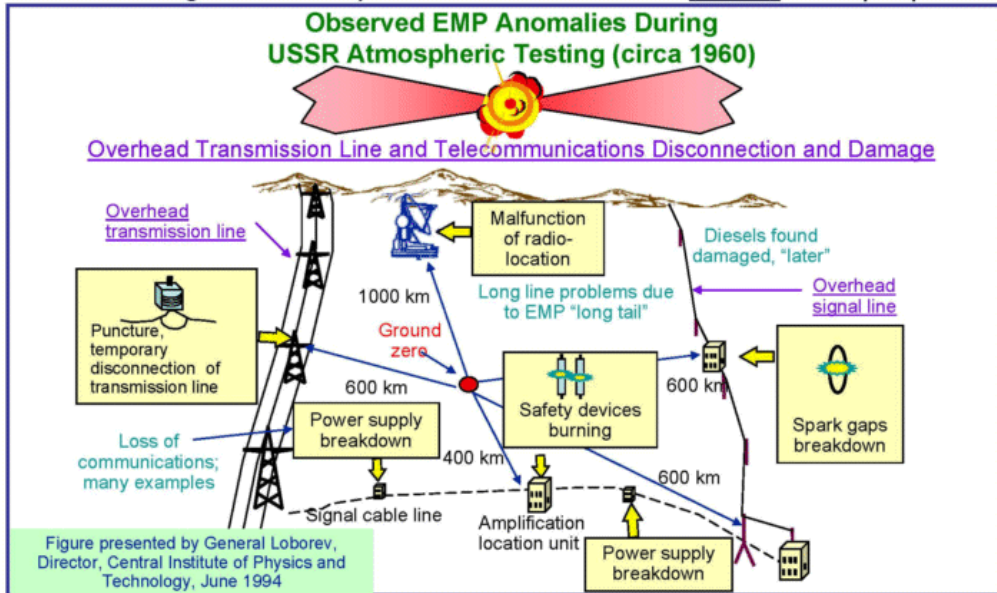 Observed EMP Anomalies During
USSR Atmospheric Testing (circa 1960)
Overhead Transmission Line and Telecommunications Disconnection and Damage
Overhead
transmission line
Malfunction
of radio-
location
Diesels found
damaged, "later"
1000 km
Long line problems due
to EMP "long tail"
Overhead
signal line
Puncture,
temporary
disconnection of
transmission line
Ground
zero
600 km
600 km
Safety devices
burning
Spark gaps
breakdown
Power supply
breakdown
Loss of
communications;
many examples
400 km
600 km
Signal cable line
Amplification
location unit
Power supply
breakdown
Figure presented by General Loborev,
Director, Central Institute of Physics and
Technology, June 1994